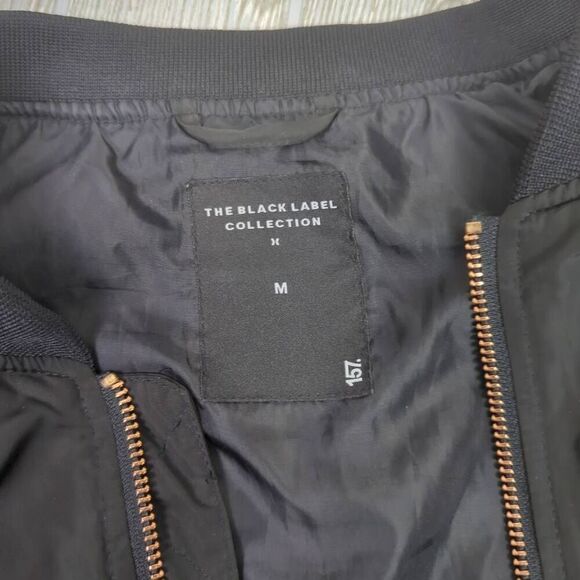 THE BLACK LABEL
COLLECTION
M
157.